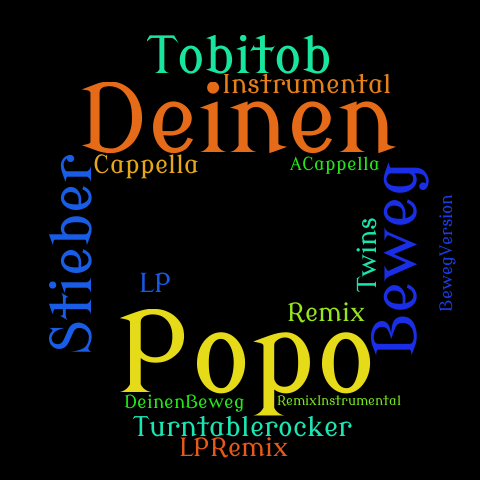 Tobitob
Instrumental
Deinen
Cappella
ACappella
Stieber
Beweg
BewegVersion
Twins
LP
Remix
Popo
DeinenBeweg
RemixInstrumental
Turntablerocker
LPRemix